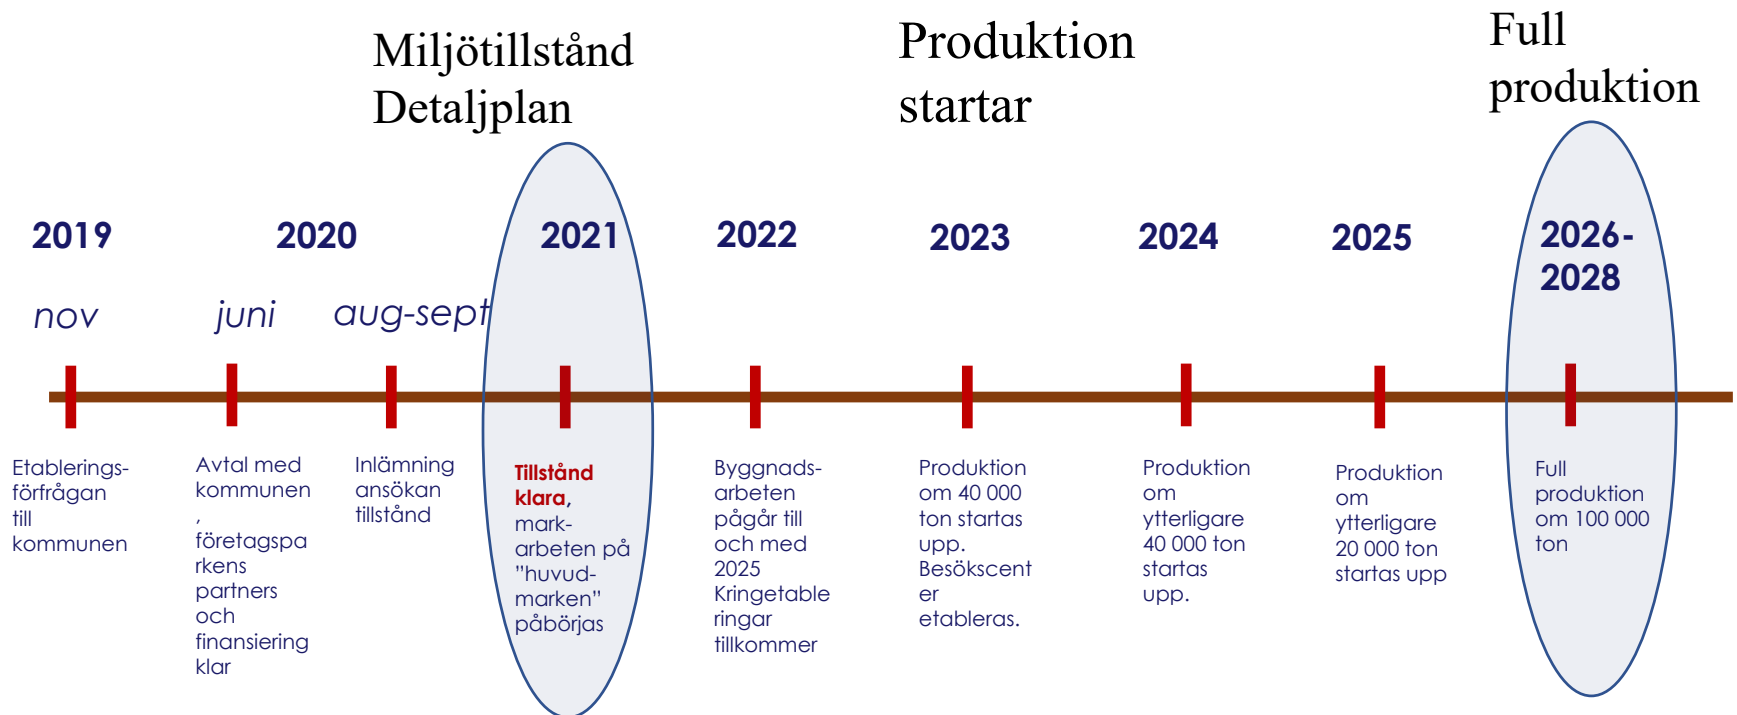 Miljötillstånd
Detaljplan
Produktion
startar
Full
produktion
2019
2020
2021
2022
2023
2024
2025
2026-
2028
nov
juni
aug-sept
Etablerings-
förfrågan
till
kommunen
Avtal med
kommunen
,
företagspa
rkens
partners
och
finansiering
klar
Inlämning
ansökan
tillstånd
Tillstånd
klara,
mark-
arbeten på
”huvud-
marken”
påbörjas
Byggnads-
arbeten
pågår till
och med
2025
Kringetable
ringar
tillkommer
Produktion
om 40 000
ton startas
upp.
Besökscent
er
etableras.
Produktion
om
ytterligare
40 000 ton
startas
upp.
Produktion
om
ytterligare
20 000 ton
startas upp
Full
produktion
om 100 000
ton